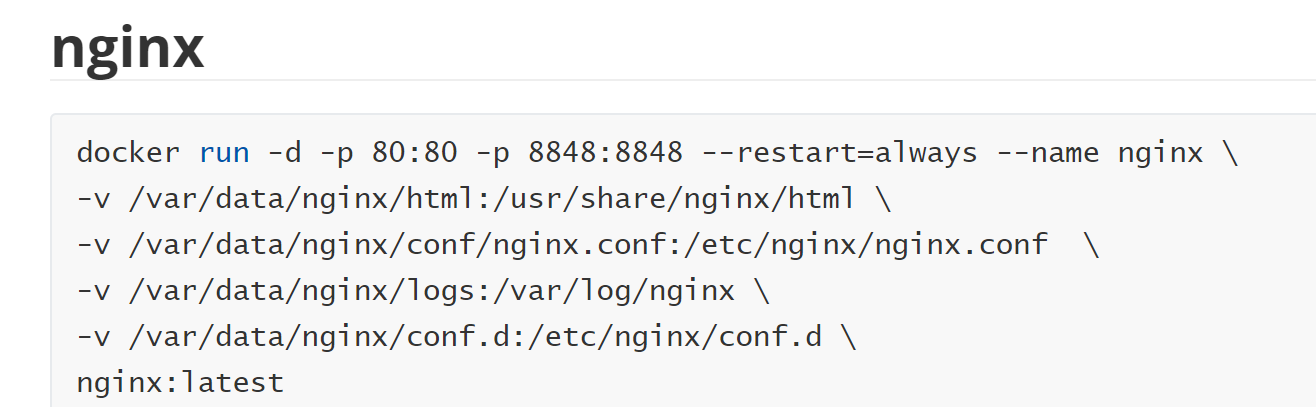 nginx
docker run -d -p 80:80 -p 8848:8848 --restart=always --name nginx \
-v /var/data/nginx/html:/usr/share/nginx/html \
-v /var/data/nginx/conf/nginx.conf:/etc/nginx/nginx.conf  \
-v /var/data/nginx/logs:/var/log/nginx \
-v /var/data/nginx/conf.d:/etc/nginx/conf.d \
nginx:latest